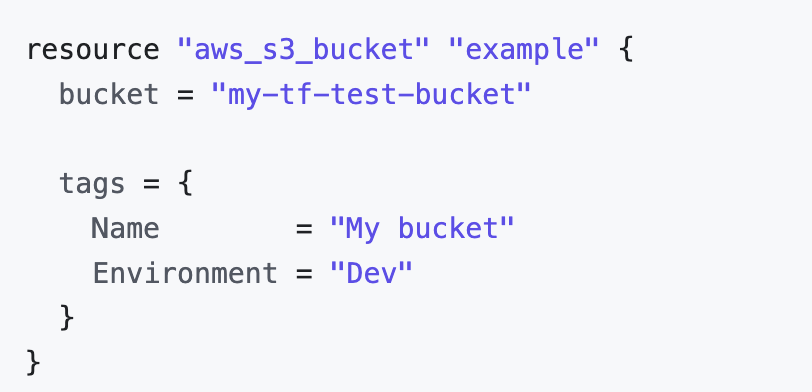 resource "aws_s3_bucket" "example" {
  bucket = "my-tf-test-bucket"

  tags = {
    Name        = "My bucket"
    Environment = "Dev"
  }
}